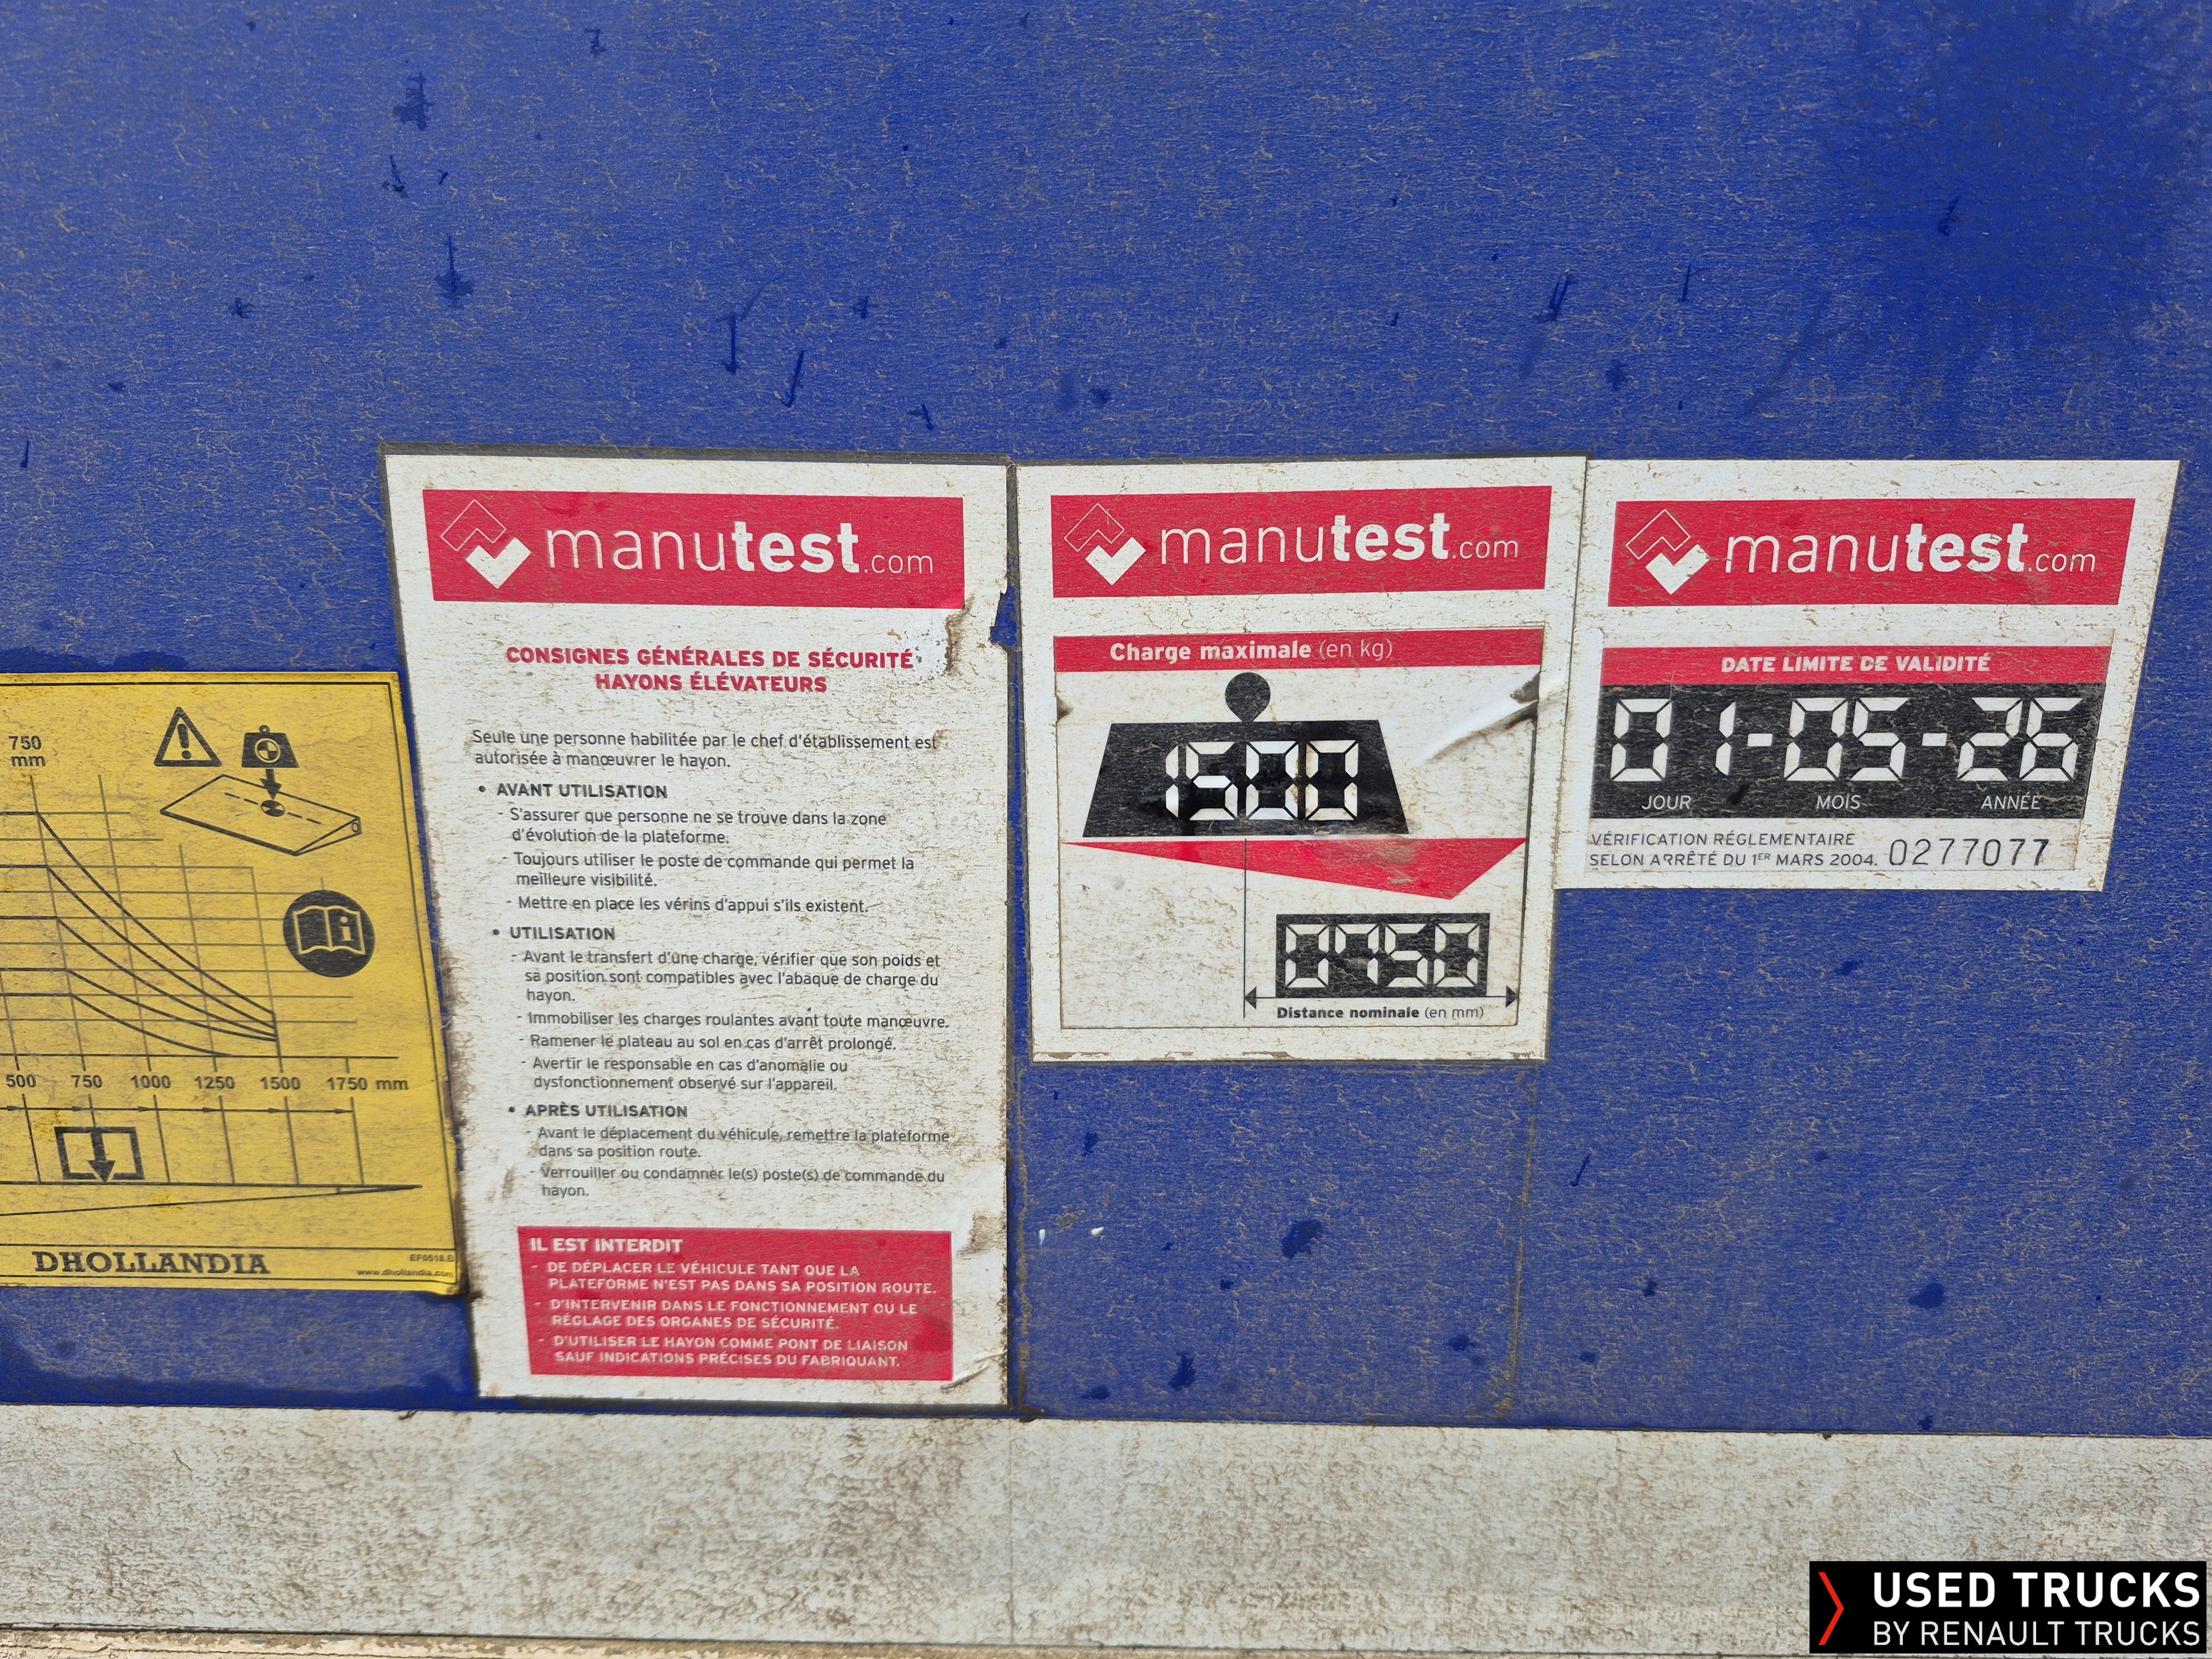 750
mm
500 750 1000 1250 1500 1750 mm
DHOLLANDIA
EF0518.B
www.dhollandia.com
manutest.com
CONSIGNES GÉNÉRALES DE SÉCURITÉ
HAYONS ÉLÉVATEURS
Seule une personne habilitée par le chef d'établissement est
autorisée à manœuvrer le hayon.
• AVANT UTILISATION
- S'assurer que personne ne se trouve dans la zone
d'évolution de la plateforme.
- Toujours utiliser le poste de commande qui permet la
meilleure visibilité.
- Mettre en place les vérins d'appui s'ils existent.
• UTILISATION
- Avant le transfert d'une charge, vérifier que son poids et
sa position sont compatibles avec l'abaque de charge du
hayon.
- Immobiliser les charges roulantes avant toute manœuvre.
- Ramener le plateau au sol en cas d'arrêt prolongé.
- Avertir le responsable en cas d'anomalie ou
dysfonctionnement observé sur l'appareil.
• APRÈS UTILISATION
- Avant le déplacement du véhicule, remettre la plateforme
dans sa position route.
- Verrouiller ou condamner le(s) poste(s) de commande du
hayon.
IL EST INTERDIT
- DE DÉPLACER LE VÉHICULE TANT QUE LA
PLATEFORME N'EST PAS DANS SA POSITION ROUTE.
- D'INTERVENIR DANS LE FONCTIONNEMENT OU LE
RÉGLAGE DES ORGANES DE SÉCURITÉ.
- D'UTILISER LE HAYON COMME PONT DE LIAISON
SAUF INDICATIONS PRÉCISES DU FABRIQUANT.
manutest.com
Charge maximale (en kg)
1500
0750
Distance nominale (en mm)
manutest.com
DATE LIMITE DE VALIDITÉ
01-05-26
JOUR MOIS ANNÉE
VÉRIFICATION RÉGLEMENTAIRE
SELON ARRÊTÉ DU 1ER MARS 2004. 0277077
USED TRUCKS
BY RENAULT TRUCKS